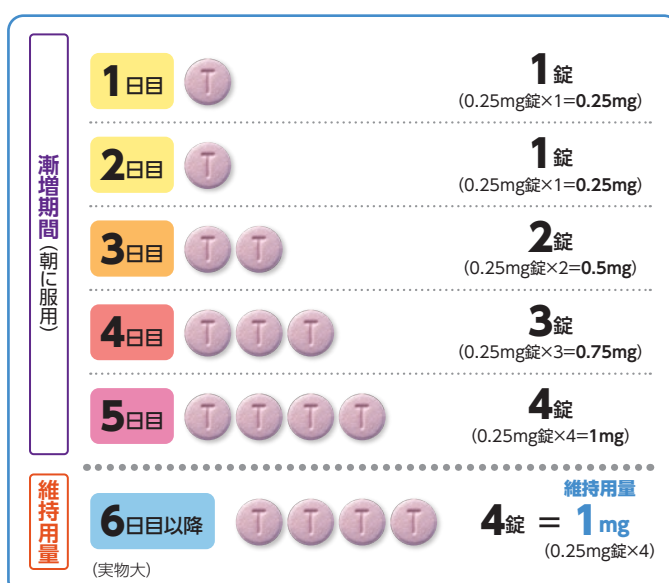 漸増期間(朝に服用)
1日目
T
1錠
(0.25mg錠×1=0.25mg)
2日目
T
1錠
(0.25mg錠×1=0.25mg)
3日目
T T
2錠
(0.25mg錠×2=0.5mg)
4日目
T T T
3錠
(0.25mg錠×3=0.75mg)
5日目
T T T T
4錠
(0.25mg錠×4=1mg)
維持用量
6日目以降
T T T T
維持用量
4錠 = 1mg
(0.25mg錠×4)
(実物大)